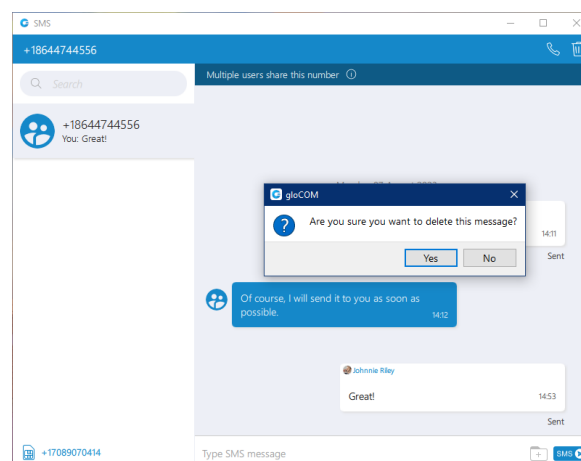 SMS
+18644744556
Search
Multiple users share this number
+18644744556
You: Great!
gloCOM
Are you sure you want to delete this message?
Yes
No
14:11
Sent
Of course, I will send it to you as soon as
possible.
14:12
Johnnie Riley
Great!
14:53
Sent
+17089070414
Type SMS message
SMS